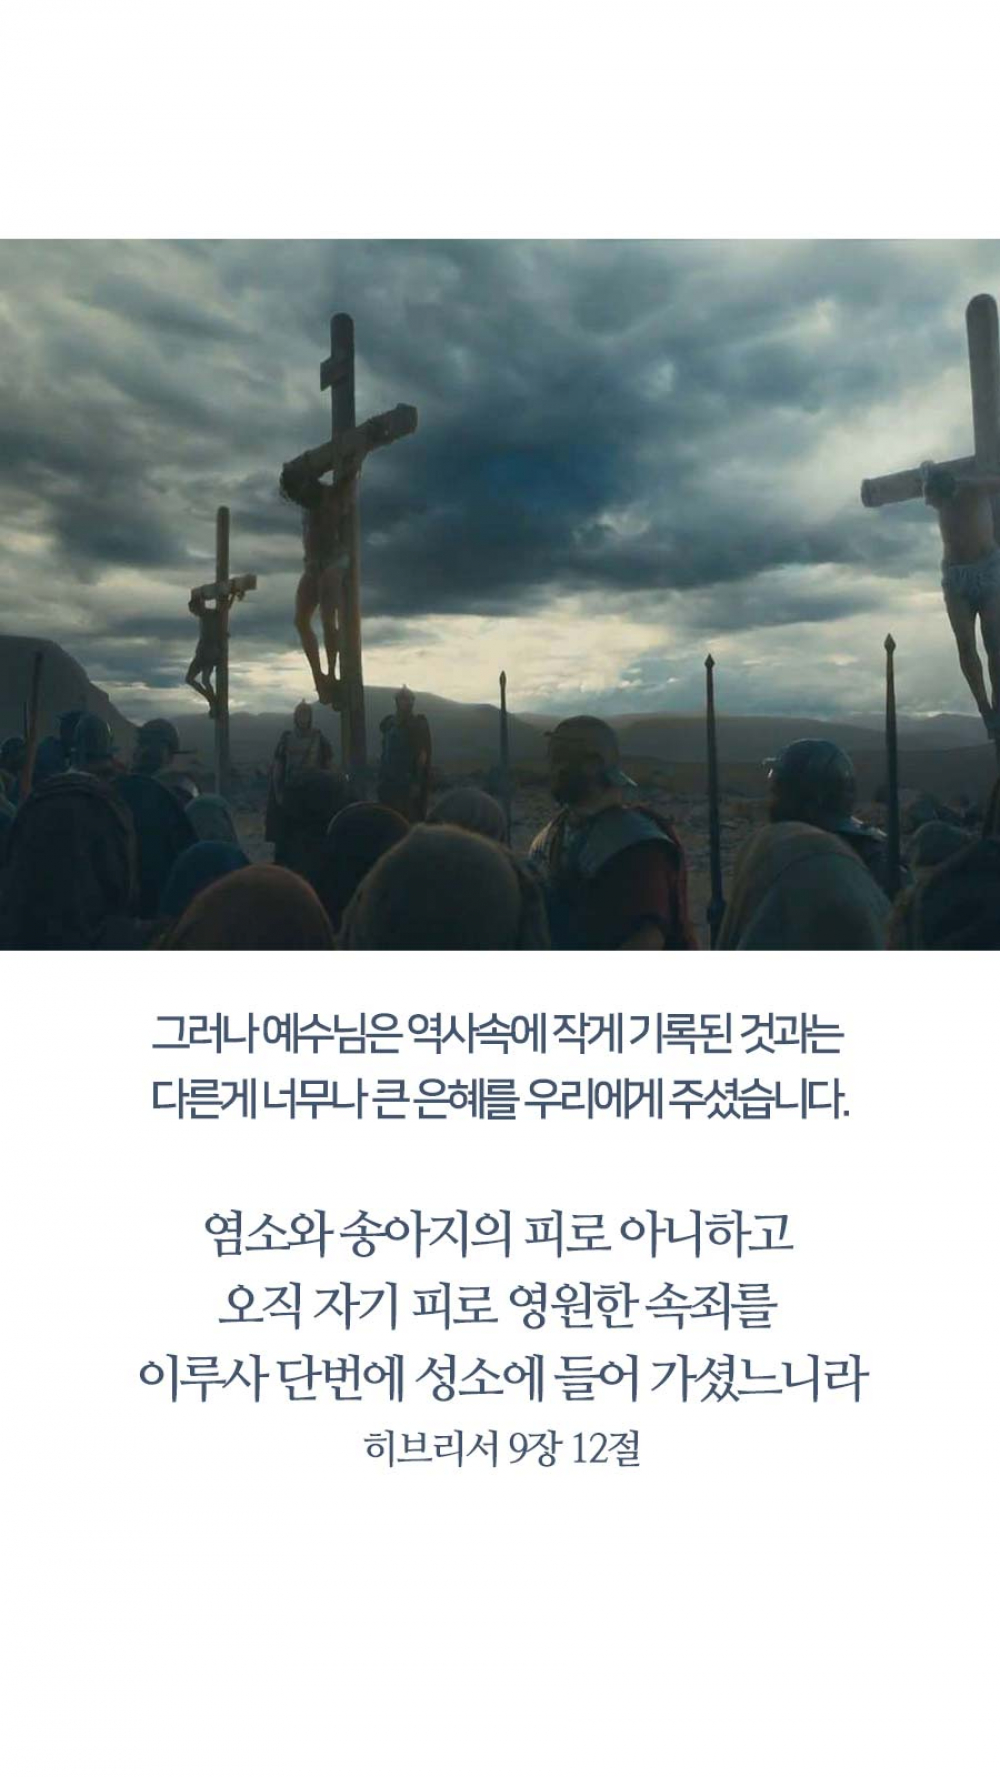 그러나 예수님은 역사속에 작게 기록된 것과는
다른게 너무나 큰 은혜를 우리에게 주셨습니다.
염소와 송아지의 피로 아니하고
오직 자기 피로 영원한 속죄를
이루사 단번에 성소에 들어 가셨느니라
히브리서 9장 12절